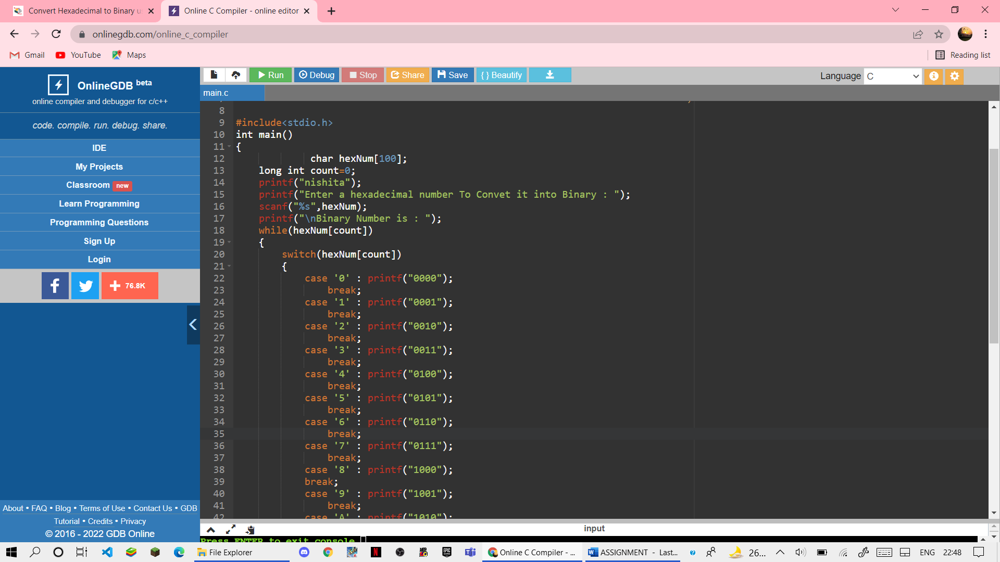 Convert Hexadecimal to Binary u
Online C Compiler - online editor
onlinegdb.com/online_c_compiler
Gmail
YouTube
Maps
Reading list
OnlineGDB beta
online compiler and debugger for c/c++
code. compile. run. debug. share.
IDE
My Projects
Classroom new
Learn Programming
Programming Questions
Sign Up
Login
76.8K
About • FAQ • Blog • Terms of Use • Contact Us • GDB
Tutorial • Credits • Privacy
© 2016 - 2022 GDB Online
Run
Debug
Stop
Share
Save
{ } Beautify
Language C
main.c
8
9 #include<stdio.h>
10 int main()
11 {
12 char hexNum[100];
13 long int count=0;
14 printf("nishita");
15 printf("Enter a hexadecimal number To Convet it into Binary : ");
16 scanf("%s",hexNum);
17 printf("\nBinary Number is : ");
18 while(hexNum[count])
19 {
20 switch(hexNum[count])
21 {
22 case '0' : printf("0000");
23 break;
24 case '1' : printf("0001");
25 break;
26 case '2' : printf("0010");
27 break;
28 case '3' : printf("0011");
29 break;
30 case '4' : printf("0100");
31 break;
32 case '5' : printf("0101");
33 break;
34 case '6' : printf("0110");
35 break;
36 case '7' : printf("0111");
37 break;
38 case '8' : printf("1000");
39 break;
40 case '9' : printf("1001");
41 break;
42 case 'A' : printf("1010");
input
Press ENTER to exit console.
File Explorer
Online C Compiler - ...
ASSIGNMENT - Last...
26...
ENG
22:48